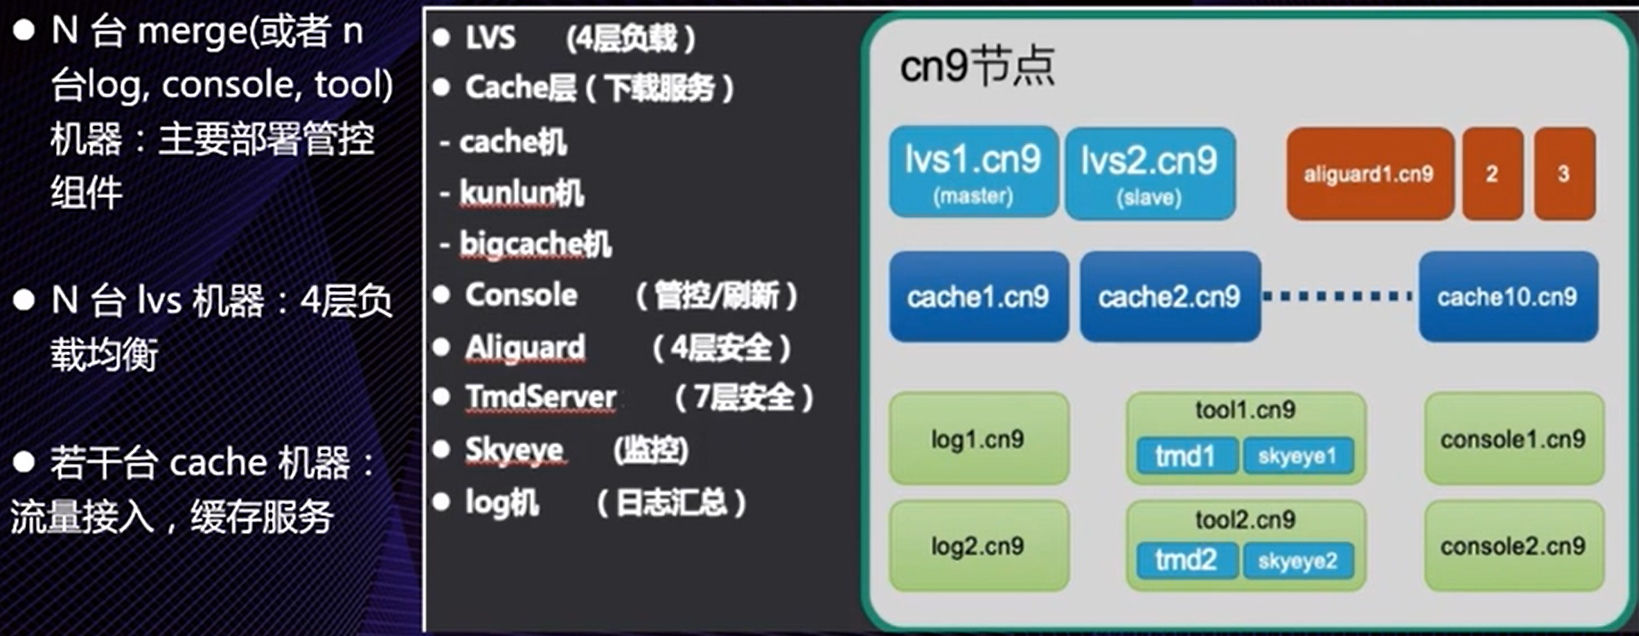 ● N 台 merge(或者 n
台log, console, tool)
机器：主要部署管控
组件
● N 台 lvs 机器：4层负
载均衡
● 若干台 cache 机器：
流量接入，缓存服务
● LVS (4层负载）
● Cache层（下载服务）
- cache机
- kunlun机
- bigcache机
● Console （管控/刷新）
● Aliguard （4层安全）
● TmdServer （7层安全）
● Skyeye (监控)
● log机 （日志汇总）
cn9节点
lvs1.cn9
(master)
lvs2.cn9
(slave)
aliguard1.cn9
2
3
cache1.cn9
cache2.cn9
cache10.cn9
log1.cn9
tool1.cn9
tmd1
skyeye1
console1.cn9
log2.cn9
tool2.cn9
tmd2
skyeye2
console2.cn9